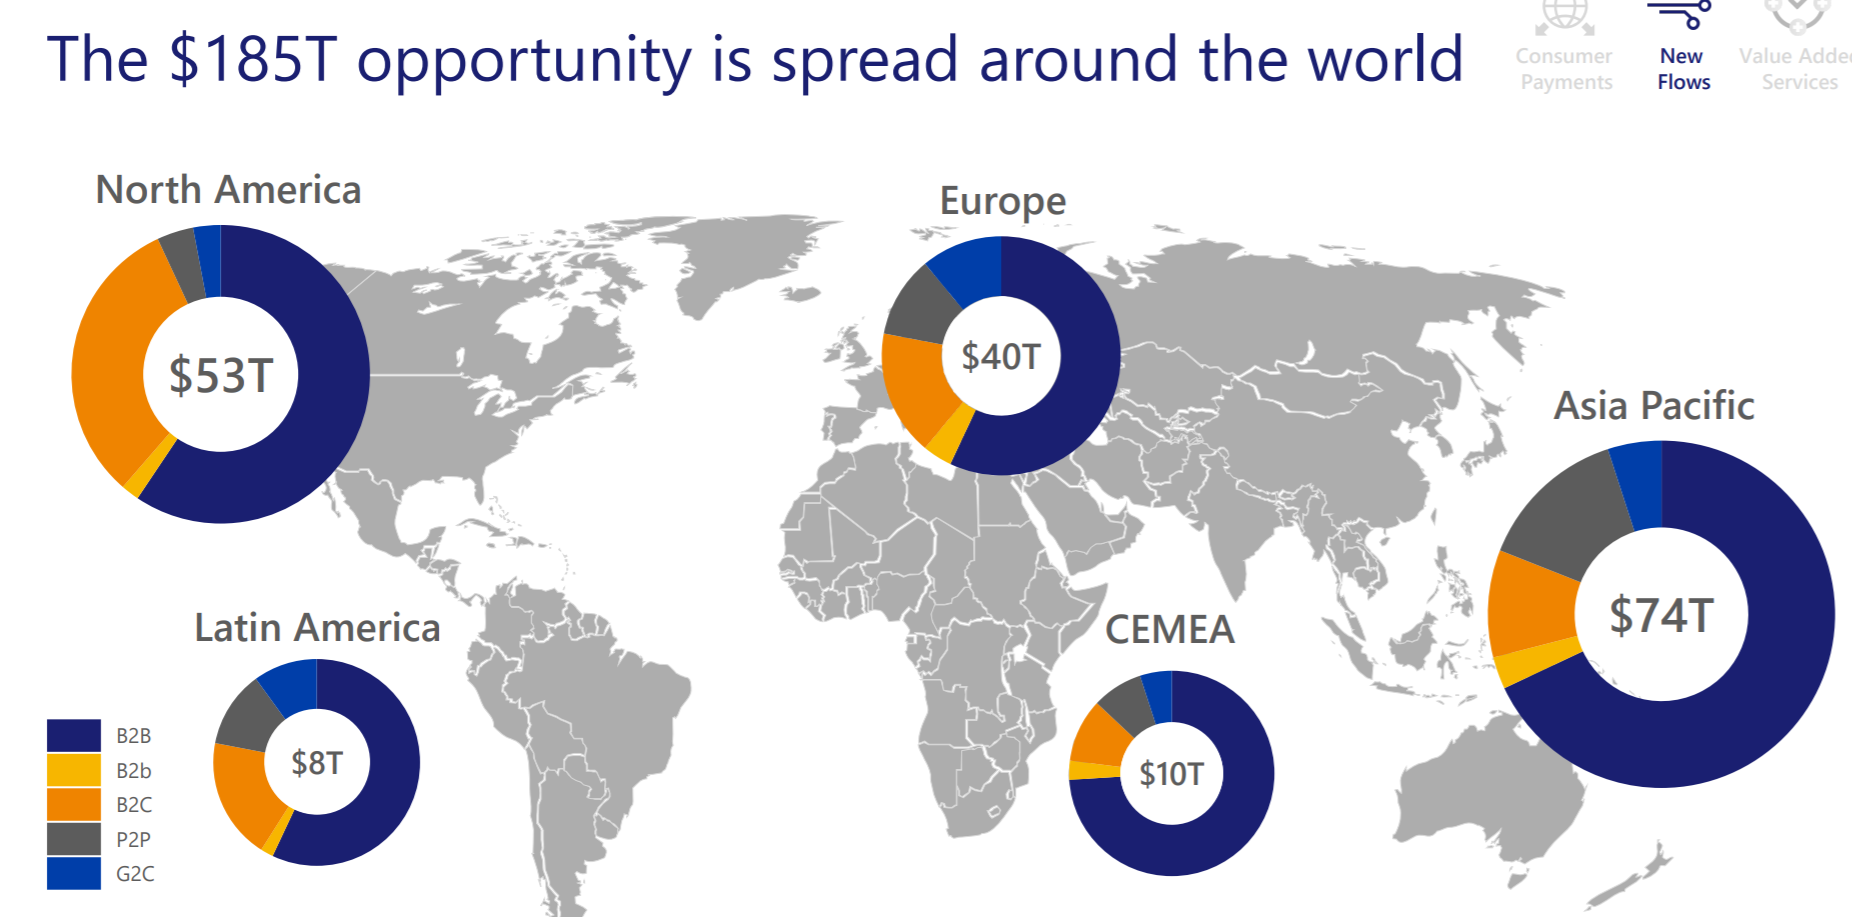 The $185T opportunity is spread around the world
Consumer
Payments
New
Flows
Value Added
Services
North America
$53T
Europe
$40T
Asia Pacific
$74T
Latin America
$8T
CEMEA
$10T
B2B
B2b
B2C
P2P
G2C